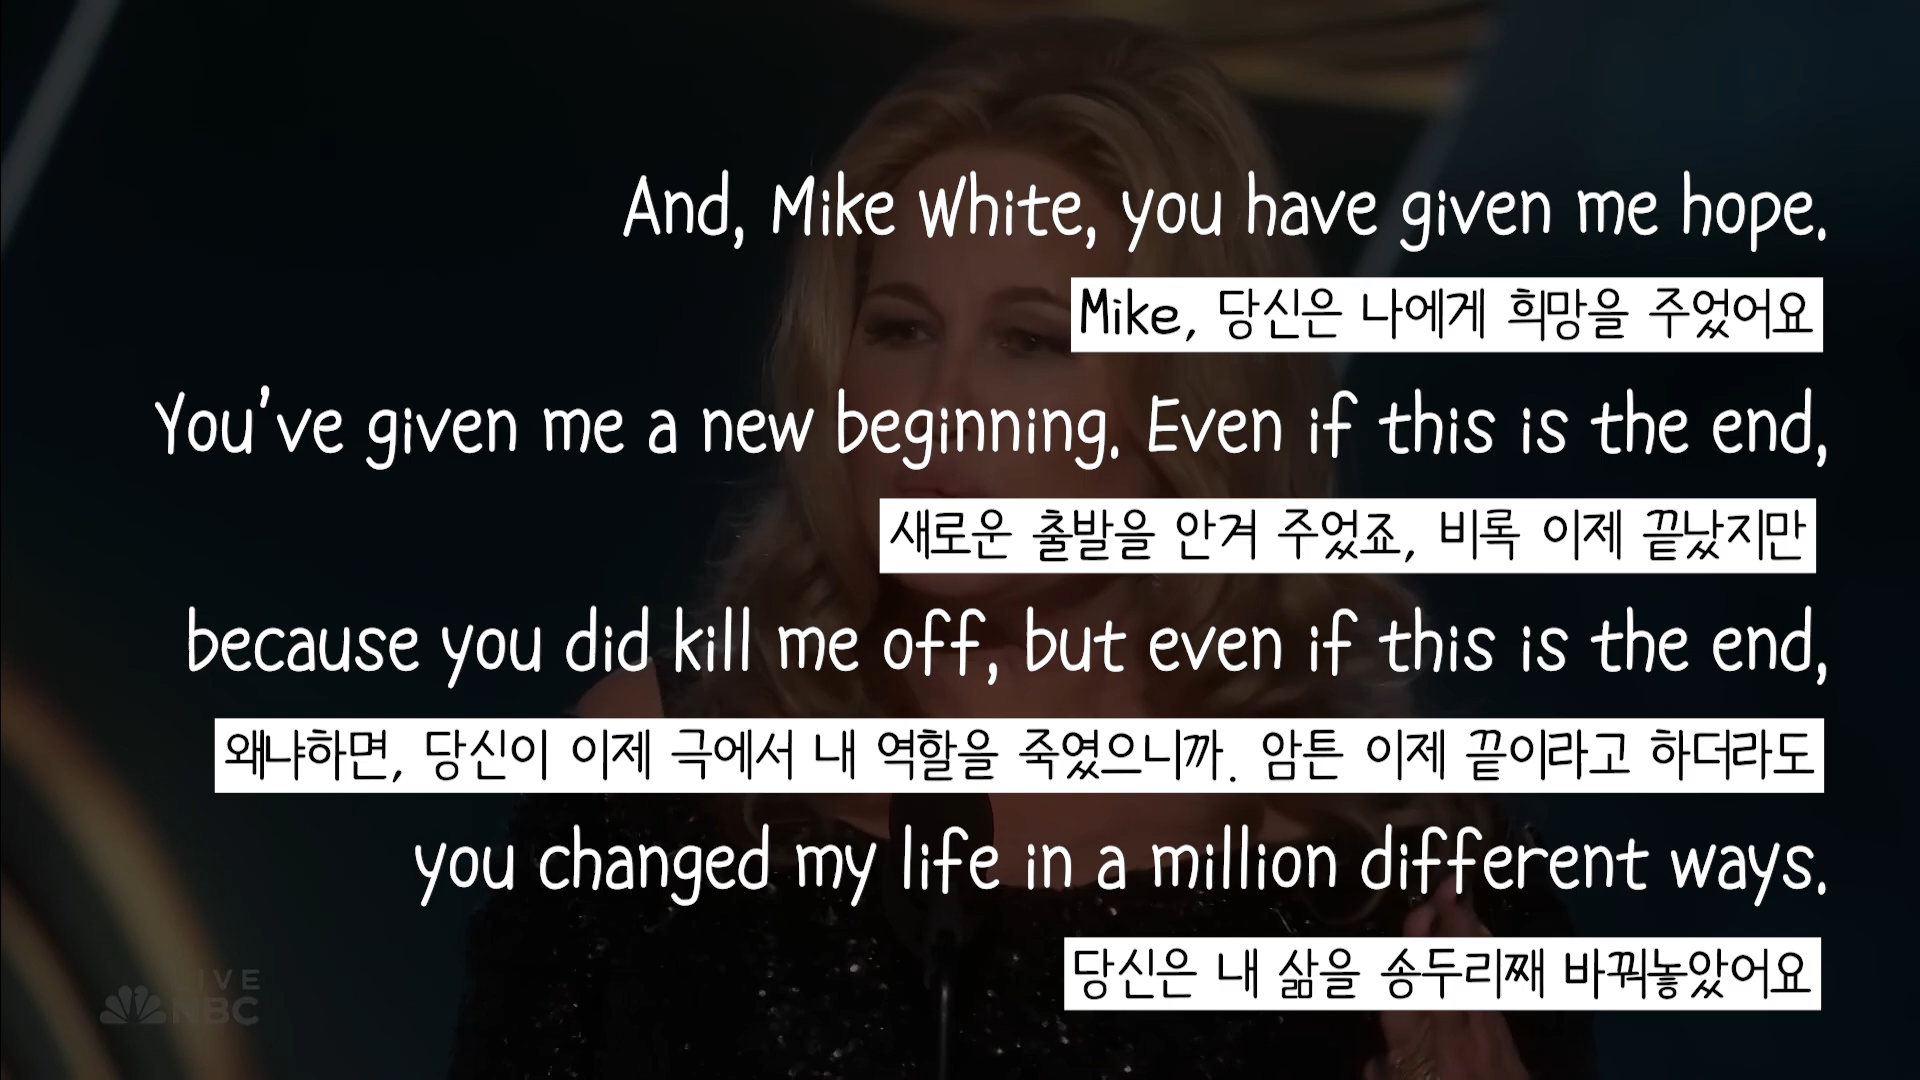 And, Mike White, you have given me hope.
Mike, 당신은 나에게 희망을 주었어요
You've given me a new beginning. Even if this is the end,
새로운 출발을 안겨 주었죠, 비록 이제 끝났지만
because you did kill me off, but even if this is the end,
왜냐하면, 당신이 이제 극에서 내 역할을 죽였으니까. 암튼 이제 끝이라고 하더라도
you changed my life in a million different ways.
당신은 내 삶을 송두리째 바꿔놓았어요
LIVE
NBC